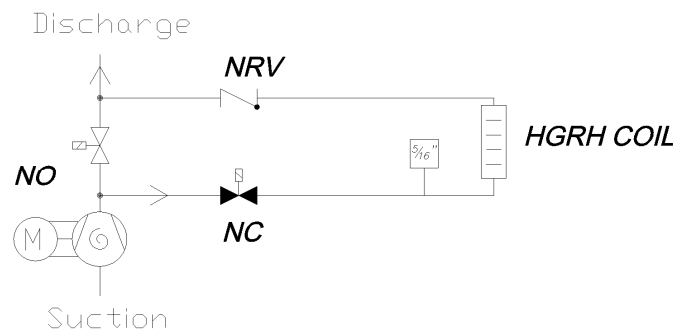 Discharge
NRV
HGRH COIL
5/16"
NO
NC
M
Suction